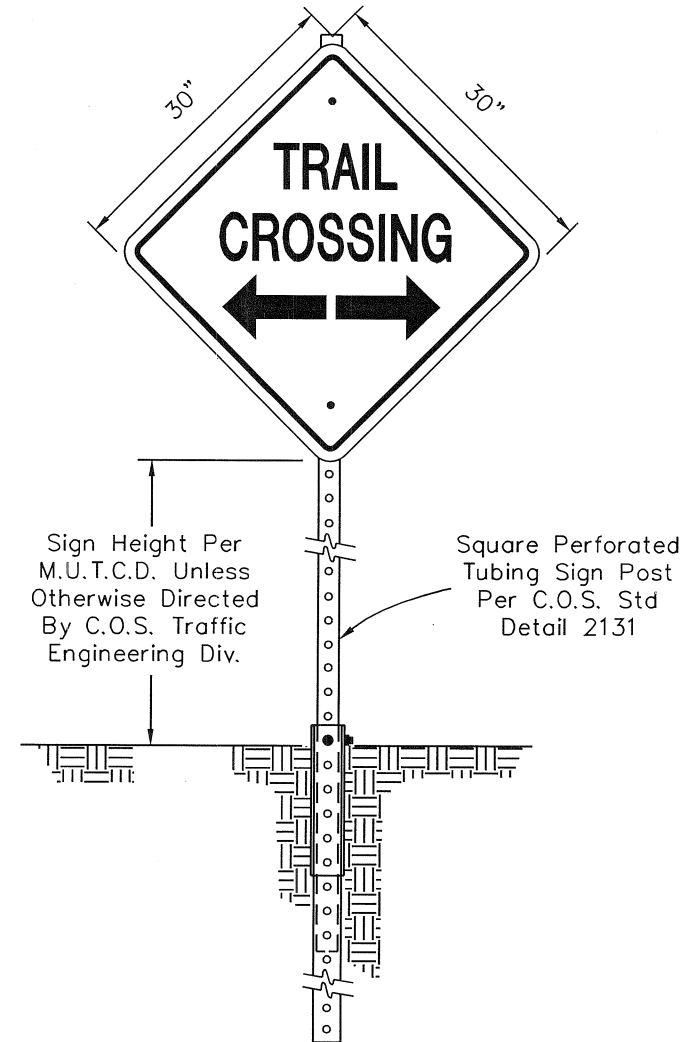 30"
30"
TRAIL
CROSSING
Sign Height Per
M.U.T.C.D. Unless
Otherwise Directed
By C.O.S. Traffic
Engineering Div.
Square Perforated
Tubing Sign Post
Per C.O.S. Std
Detail 2131